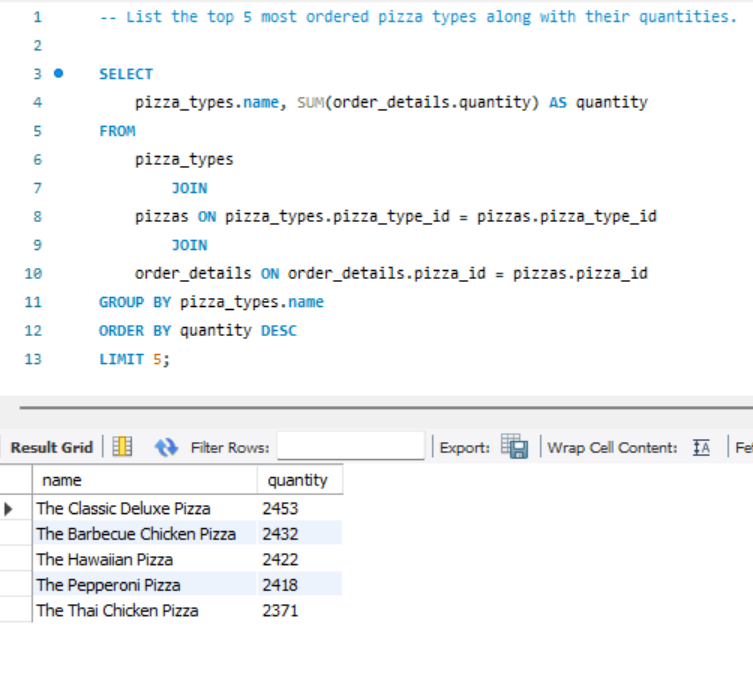 1 -- List the top 5 most ordered pizza types along with their quantities.
2
3 SELECT
4 pizza_types.name, SUM(order_details.quantity) AS quantity
5 FROM
6 pizza_types
7 JOIN
8 pizzas ON pizza_types.pizza_type_id = pizzas.pizza_type_id
9 JOIN
10 order_details ON order_details.pizza_id = pizzas.pizza_id
11 GROUP BY pizza_types.name
12 ORDER BY quantity DESC
13 LIMIT 5;
Result Grid Filter Rows: Export: Wrap Cell Content: IA Fe
name quantity
The Classic Deluxe Pizza 2453
The Barbecue Chicken Pizza 2432
The Hawaiian Pizza 2422
The Pepperoni Pizza 2418
The Thai Chicken Pizza 2371